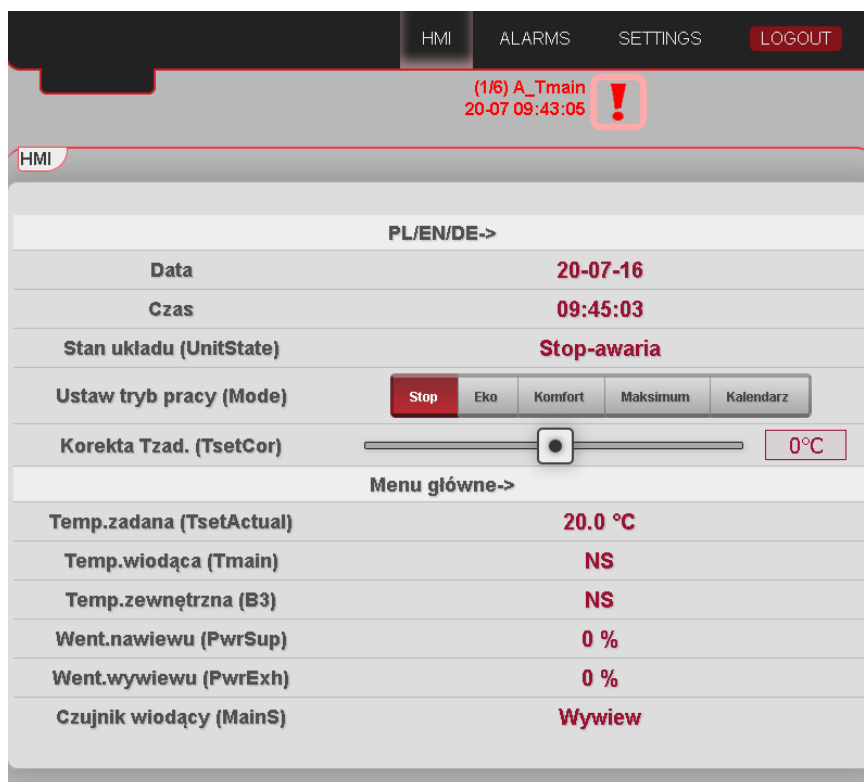 HMI ALARMS SETTINGS LOGOUT
(1/6) A_Tmain
20-07 09:43:05
HMI
PL/EN/DE->
Data 20-07-16
Czas 09:45:03
Stan układu (UnitState) Stop-awaria
Ustaw tryb pracy (Mode) Stop Eko Komfort Maksimum Kalendarz
Korekta Tzad. (TsetCor) 0°C
Menu główne->
Temp.zadana (TsetActual) 20.0 °C
Temp.wiodąca (Tmain) NS
Temp.zewnętrzna (B3) NS
Went.nawiewu (PwrSup) 0 %
Went.wywiewu (PwrExh) 0 %
Czujnik wiodący (MainS) Wywiew